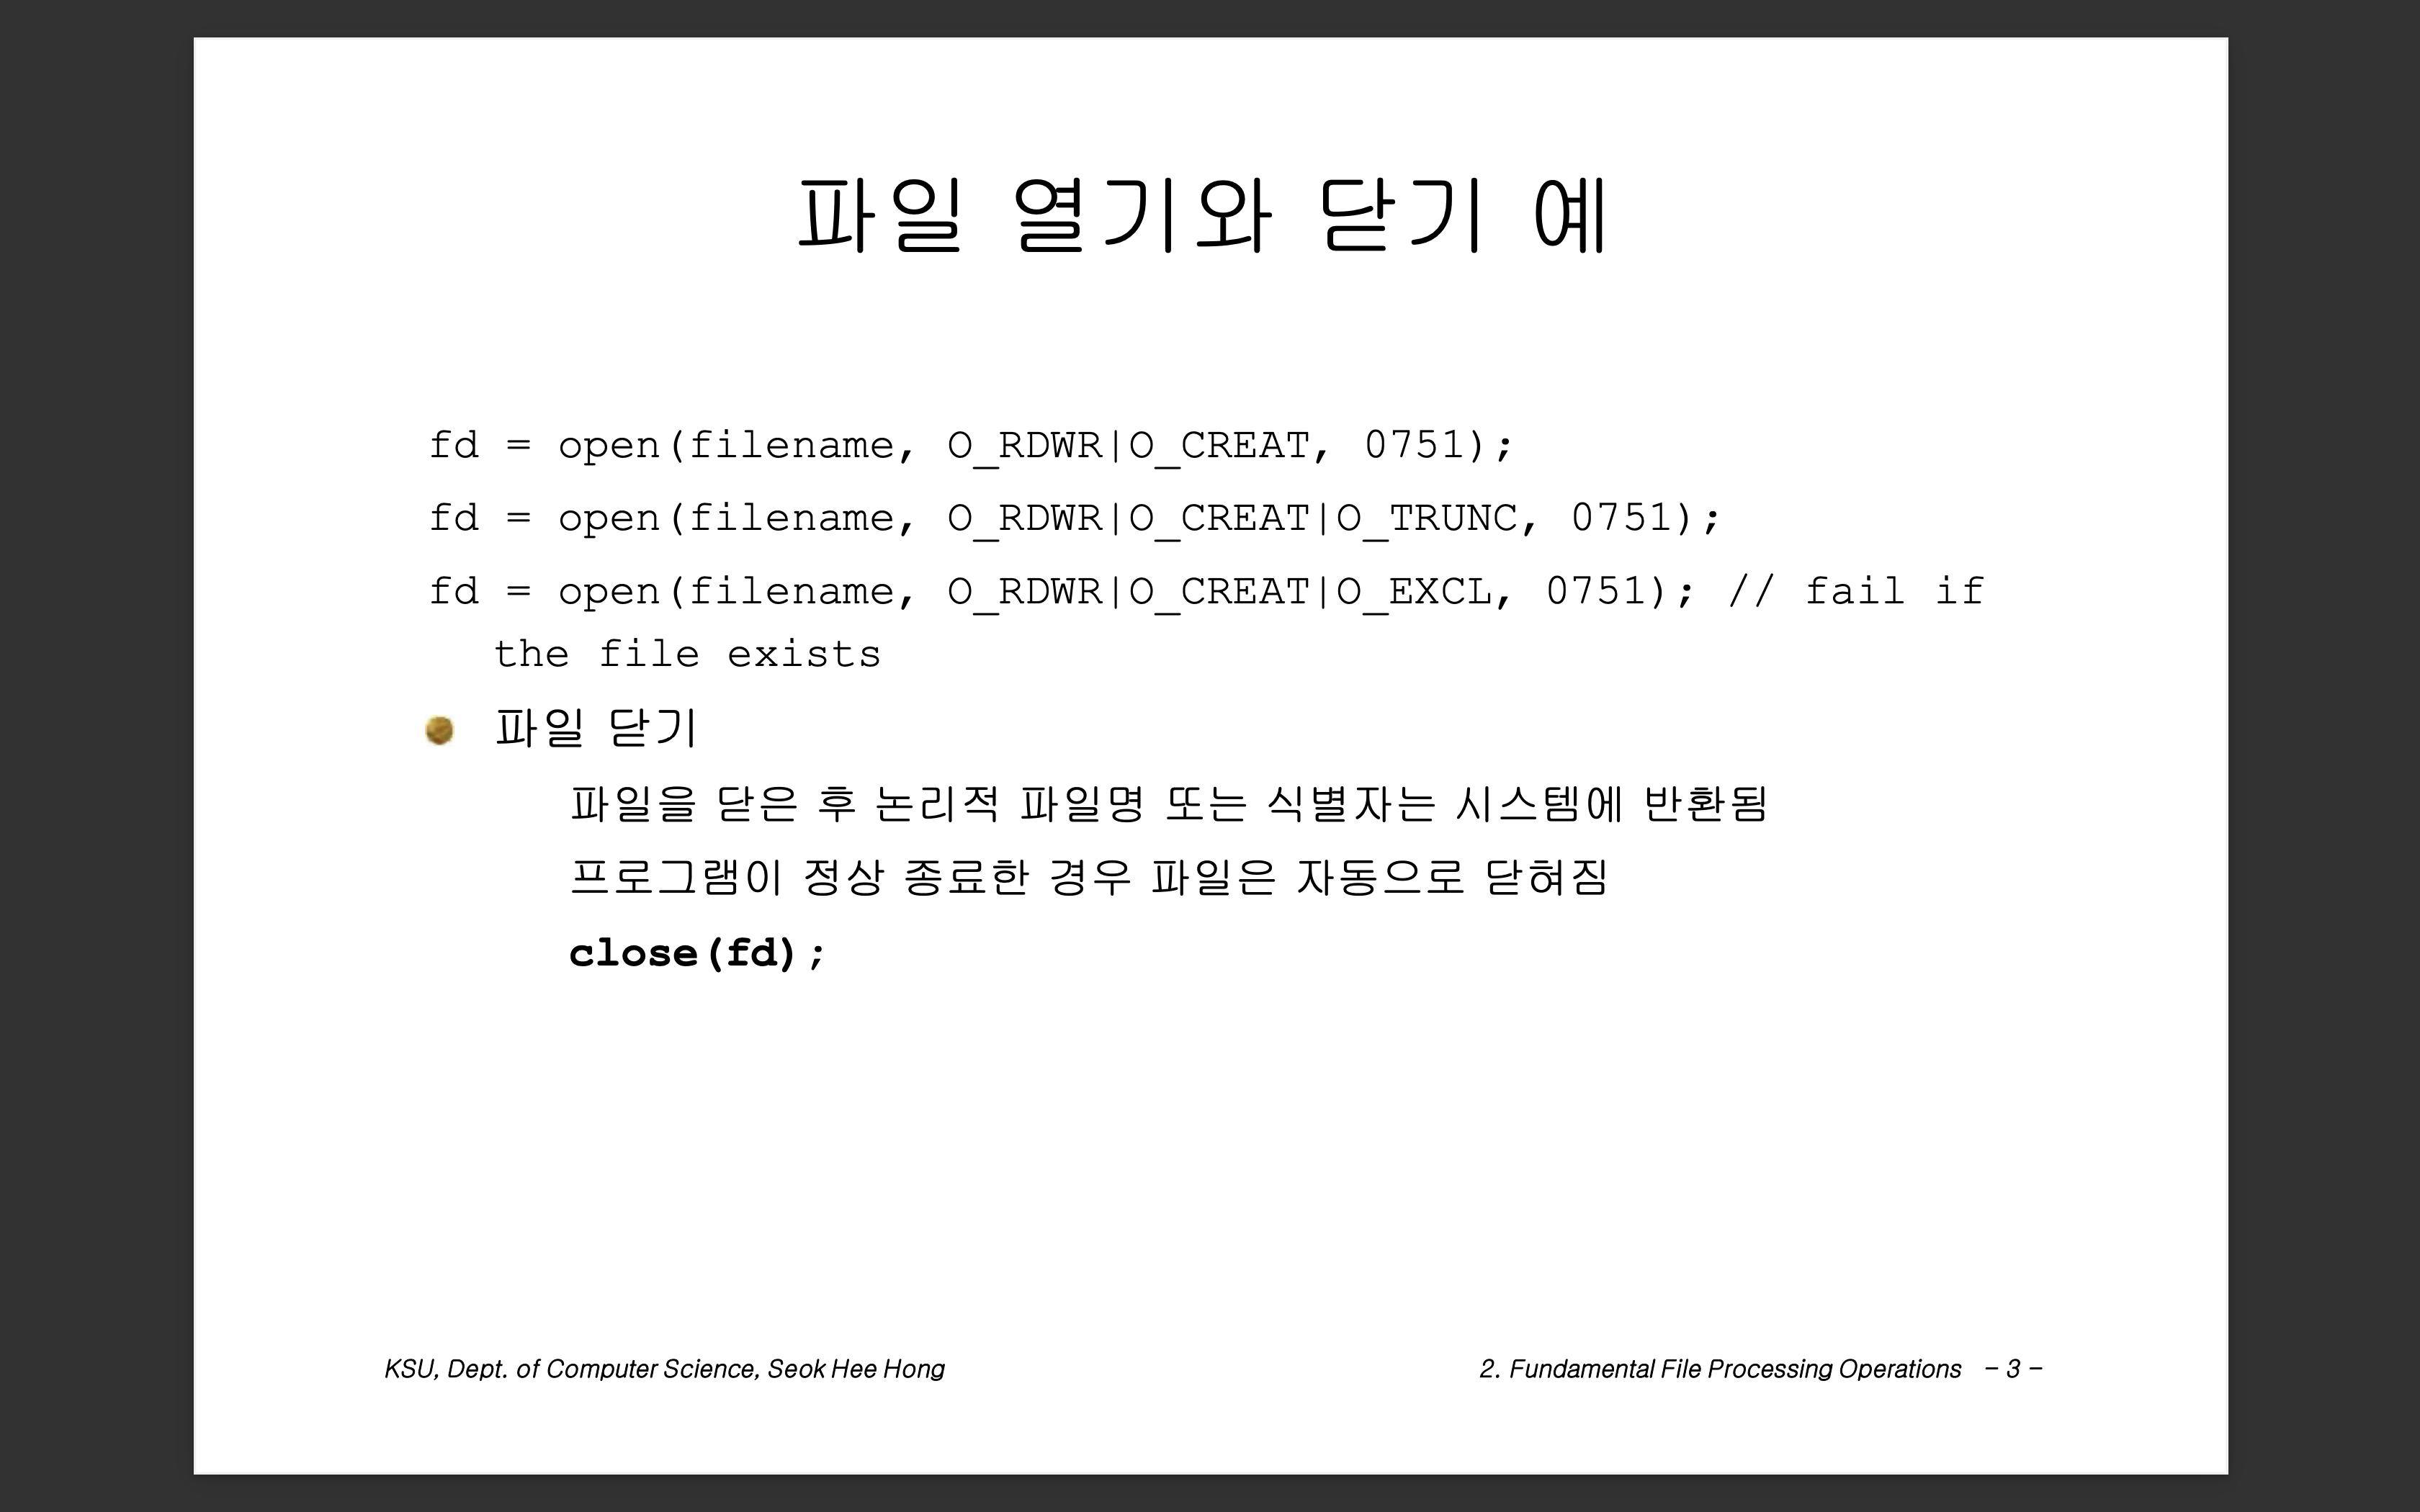 파일 열기와 닫기 예
fd = open(filename, O_RDWR|O_CREAT, 0751);
fd = open(filename, O_RDWR|O_CREAT|O_TRUNC, 0751);
fd = open(filename, O_RDWR|O_CREAT|O_EXCL, 0751); // fail if
the file exists
파일 닫기
파일을 닫은 후 논리적 파일명 또는 식별자는 시스템에 반환됨
프로그램이 정상 종료한 경우 파일은 자동으로 닫혀짐
close(fd);
KSU, Dept. of Computer Science, Seok Hee Hong
2. Fundamental File Processing Operations – 3 –